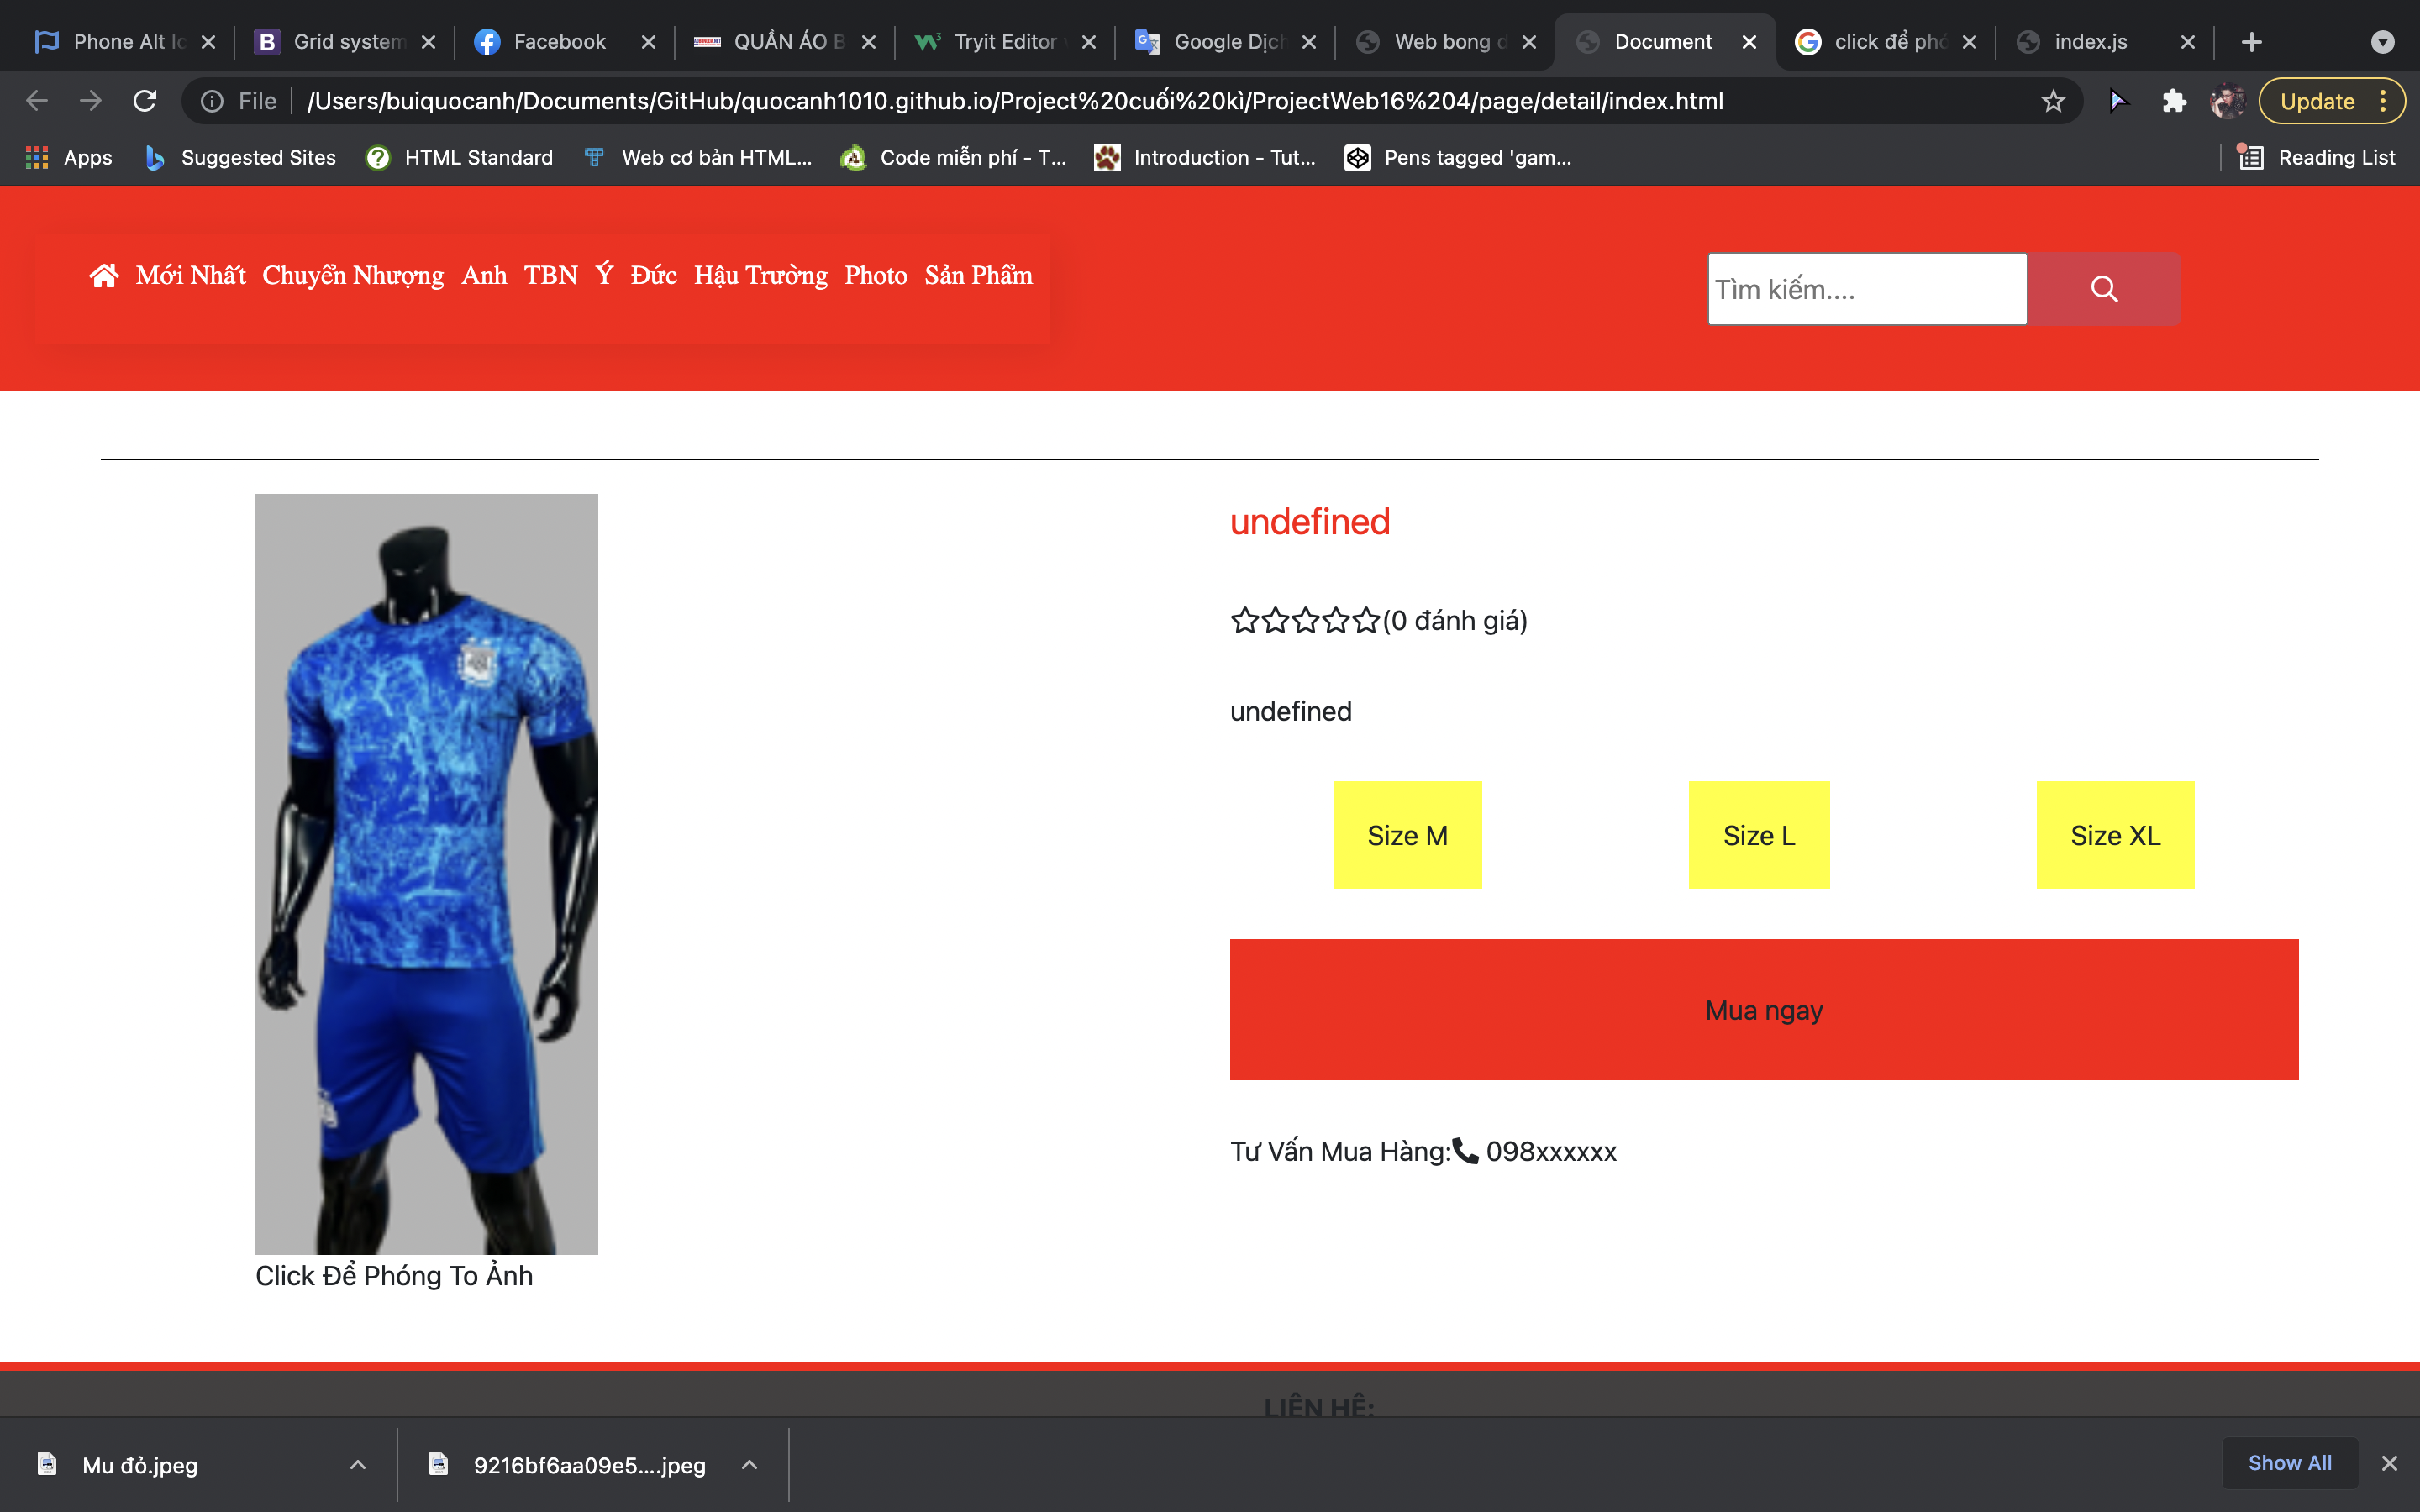 Phone Alt Ic
Grid system
Facebook
QUẦN ÁO B
Tryit Editor
Google Dịch
Web bong d
Document
click để phó
index.js
File
/Users/buiquocanh/Documents/GitHub/quocanh1010.github.io/Project%20cuối%20kì/ProjectWeb16%204/page/detail/index.html
Update
Apps
Suggested Sites
HTML Standard
Web cơ bản HTML...
Code miễn phí - T...
Introduction - Tut...
Pens tagged 'gam...
Reading List
Mới Nhất Chuyển Nhượng Anh TBN Ý Đức Hậu Trường Photo Sản Phẩm
Tìm kiếm....
undefined
(0 đánh giá)
undefined
Size M
Size L
Size XL
Mua ngay
Tư Vấn Mua Hàng: 098xxxxxx
Click Để Phóng To Ảnh
LIÊN HỆ:
Mu đỏ.jpeg
9216bf6aa09e5....jpeg
Show All